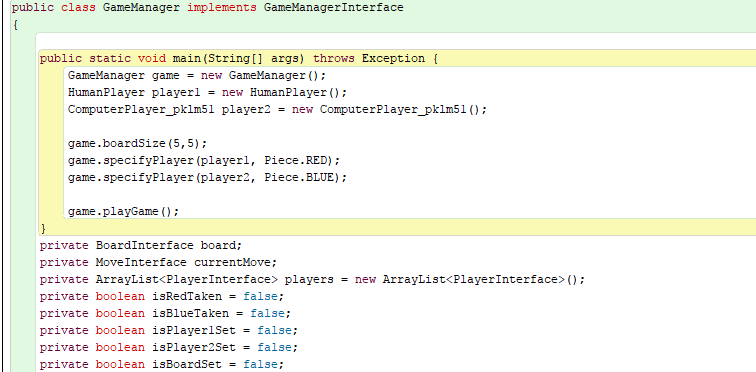 public class GameManager implements GameManagerInterface
{
public static void main(String[] args) throws Exception {
GameManager game = new GameManager();
HumanPlayer player1 = new HumanPlayer();
ComputerPlayer_pklm51 player2 = new ComputerPlayer_pklm51();
game.boardSize(5,5);
game.specifyPlayer(player1, Piece.RED);
game.specifyPlayer(player2, Piece.BLUE);
game.playGame();
}
private BoardInterface board;
private MoveInterface currentMove;
private ArrayList<PlayerInterface> players = new ArrayList<PlayerInterface>();
private boolean isRedTaken = false;
private boolean isBlueTaken = false;
private boolean isPlayer1Set = false;
private boolean isPlayer2Set = false;
private boolean isBoardSet = false;